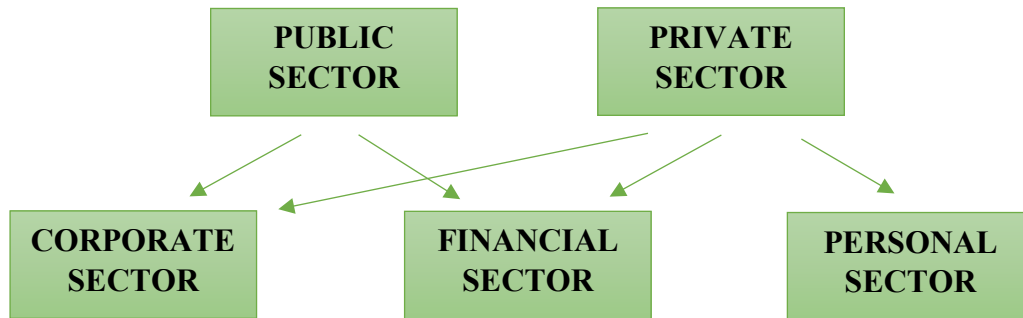 PUBLIC
SECTOR
PRIVATE
SECTOR
CORPORATE
SECTOR
FINANCIAL
SECTOR
PERSONAL
SECTOR